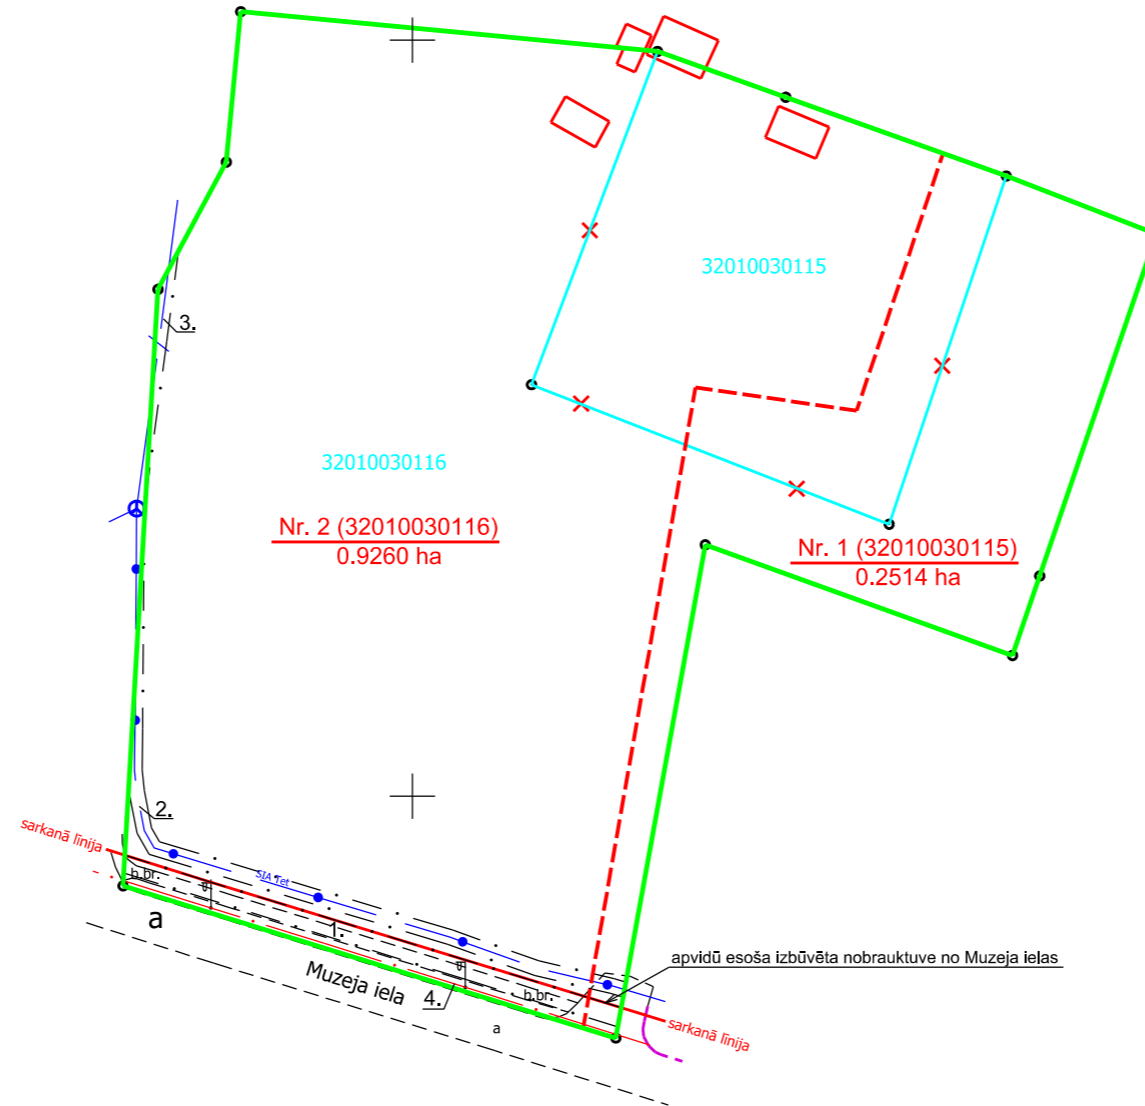 32010030115
3.
32010030116
Nr. 2 (32010030116)
0.9260 ha
Nr. 1 (32010030115)
0.2514 ha
2.
sarkanā līnija
b.br.
SIA Tet
a
1.
apvidū esoša izbūvēta nobrauktuve no Muzeja ielas
Muzeja iela
4.
b.br.
a
sarkanā līnija